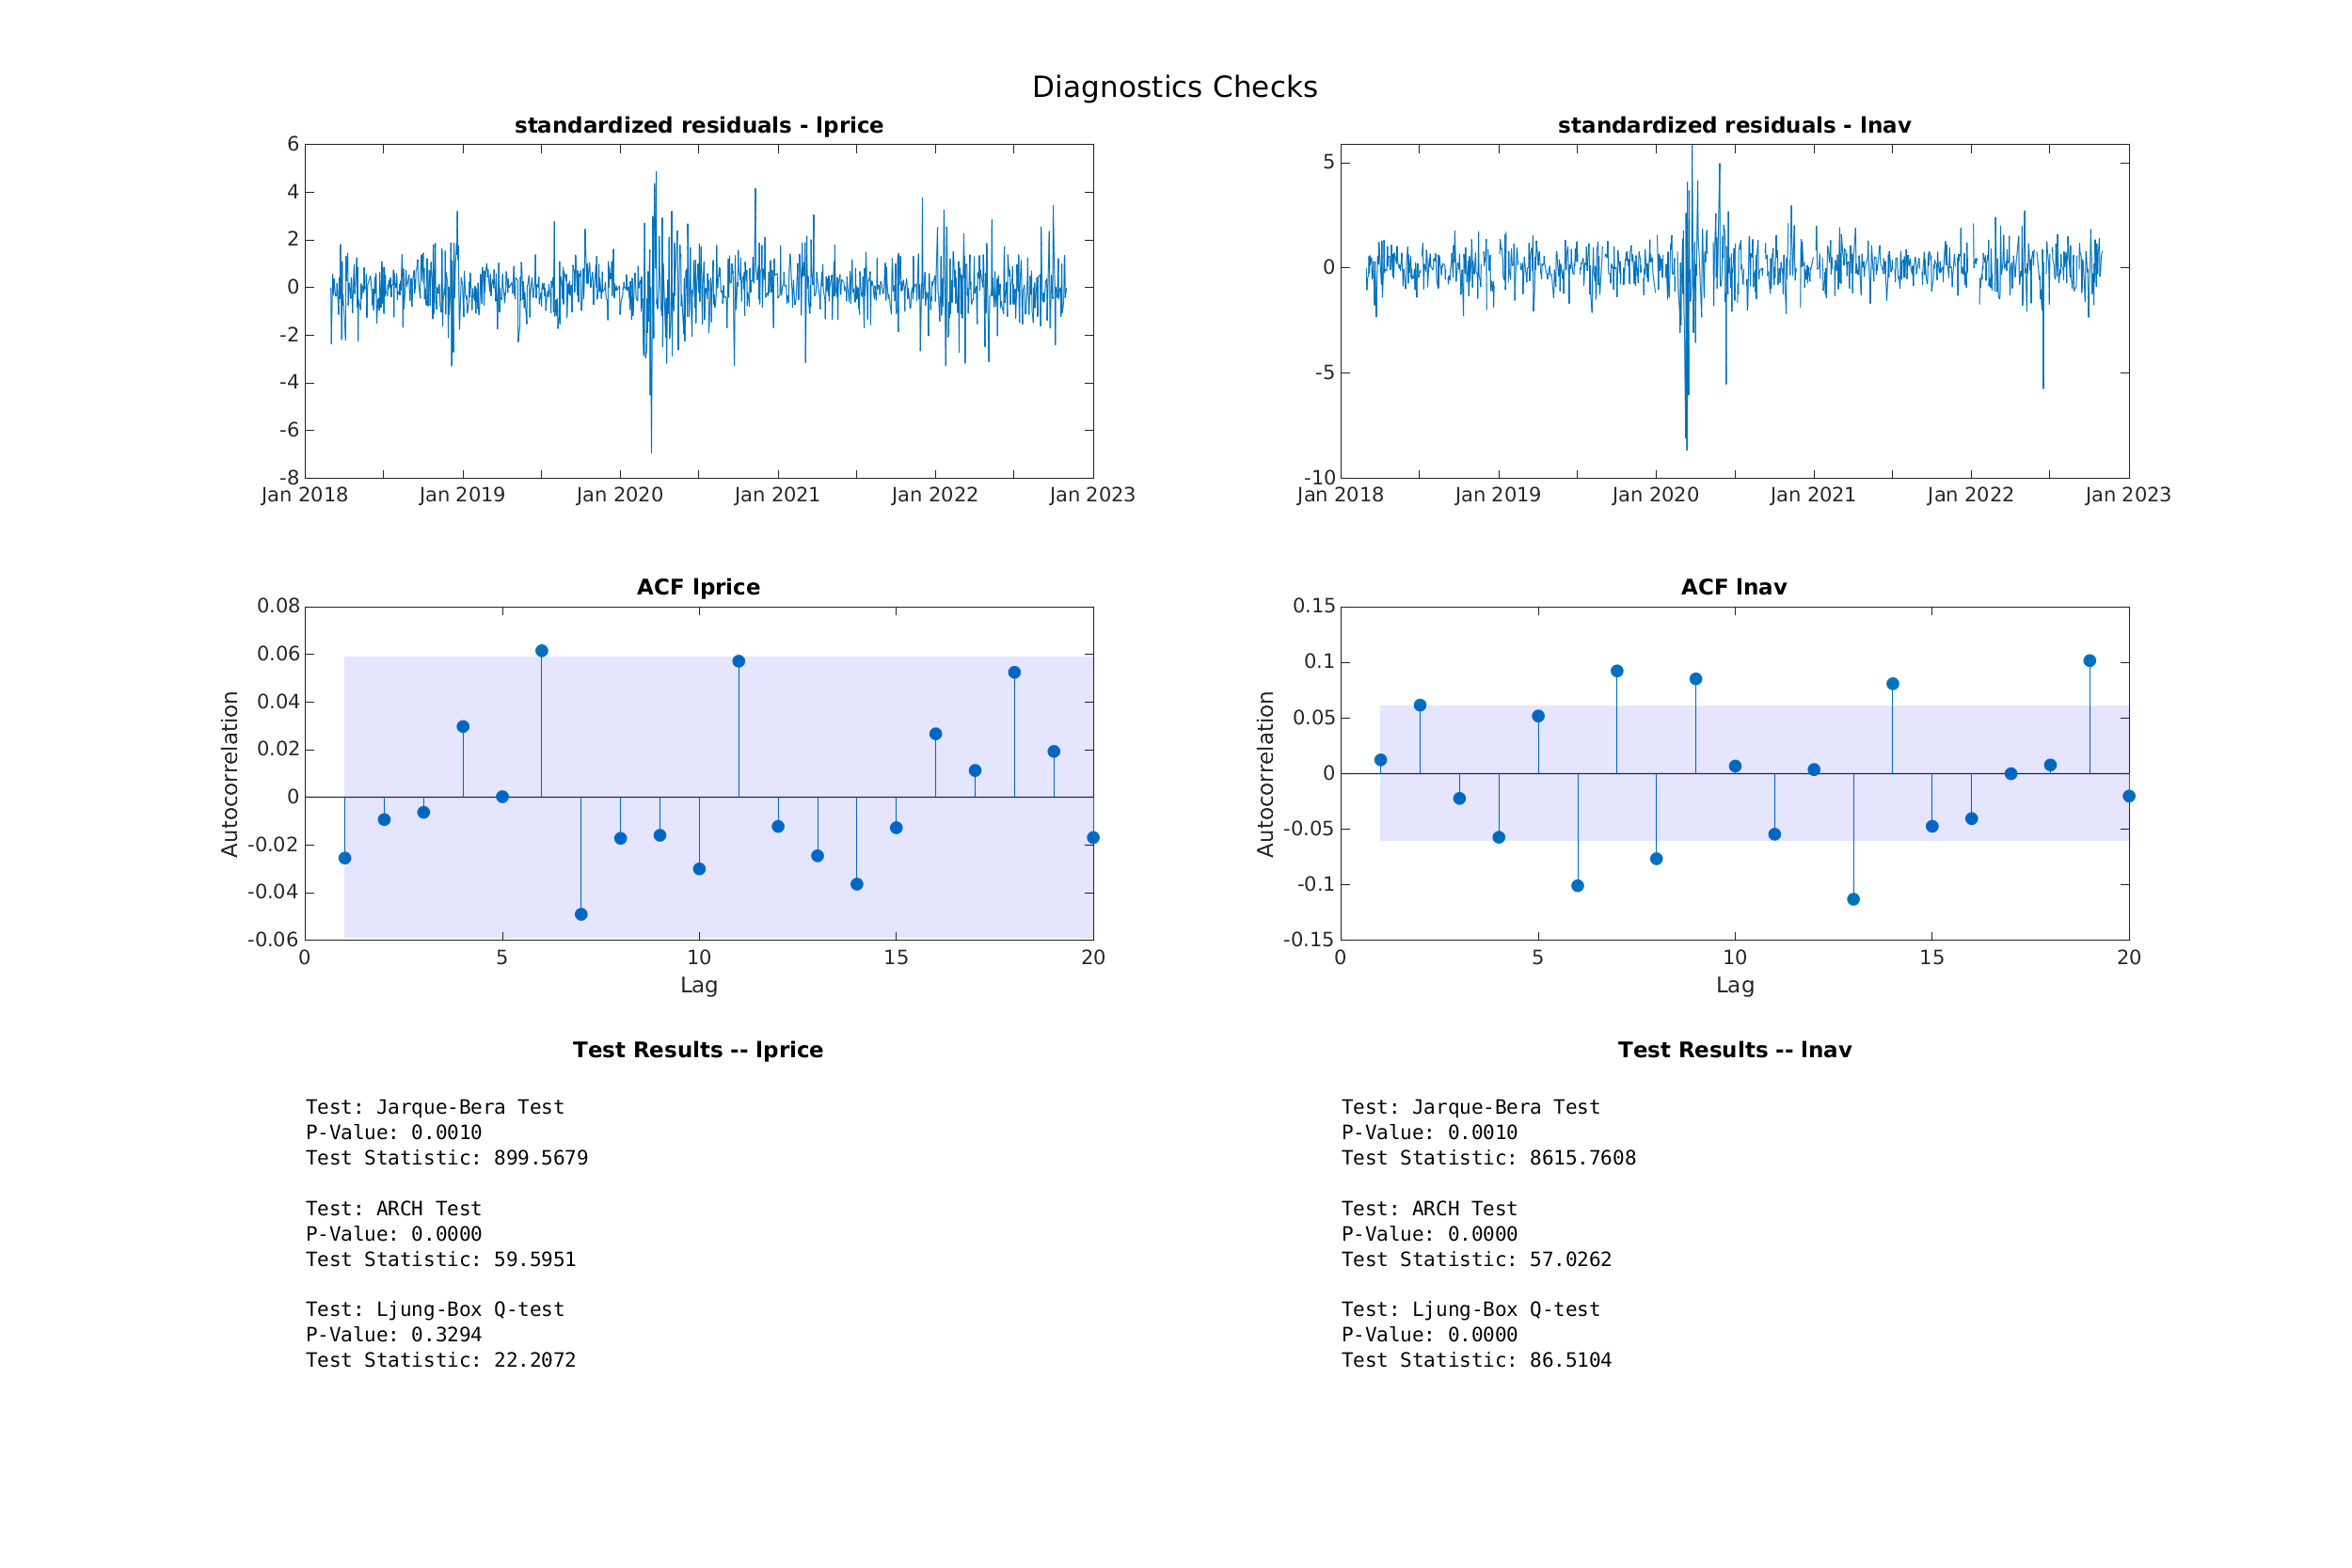 Diagnostics Checks
standardized residuals - lprice
6
4
2
0
-2
-4
-6
-8
Jan 2018 Jan 2019 Jan 2020 Jan 2021 Jan 2022 Jan 2023
standardized residuals - lnav
5
0
-5
-10
Jan 2018 Jan 2019 Jan 2020 Jan 2021 Jan 2022 Jan 2023
ACF lprice
Autocorrelation
0.08
0.06
0.04
0.02
0
-0.02
-0.04
-0.06
0 5 10 15 20
Lag
ACF lnav
Autocorrelation
0.15
0.1
0.05
0
-0.05
-0.1
-0.15
0 5 10 15 20
Lag
Test Results -- lprice
Test: Jarque-Bera Test
P-Value: 0.0010
Test Statistic: 899.5679
Test: ARCH Test
P-Value: 0.0000
Test Statistic: 59.5951
Test: Ljung-Box Q-test
P-Value: 0.3294
Test Statistic: 22.2072
Test Results -- lnav
Test: Jarque-Bera Test
P-Value: 0.0010
Test Statistic: 8615.7608
Test: ARCH Test
P-Value: 0.0000
Test Statistic: 57.0262
Test: Ljung-Box Q-test
P-Value: 0.0000
Test Statistic: 86.5104